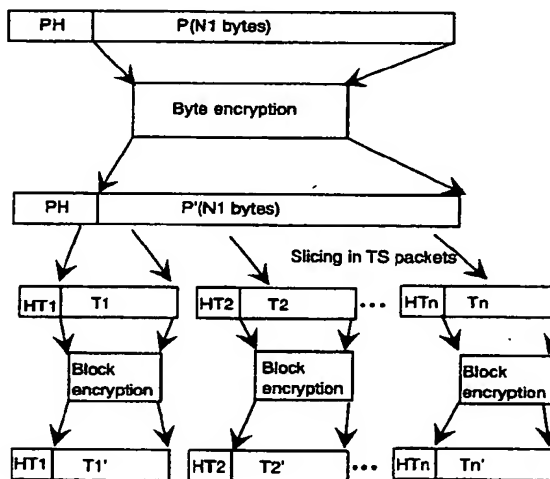 PH P(N1 bytes)
Byte encryption
PH P'(N1 bytes)
Slicing in TS packets
HT1 T1 HT2 T2 ••• HTn Tn
Block encryption Block encryption Block encryption
HT1 T1' HT2 T2' ••• HTn Tn'